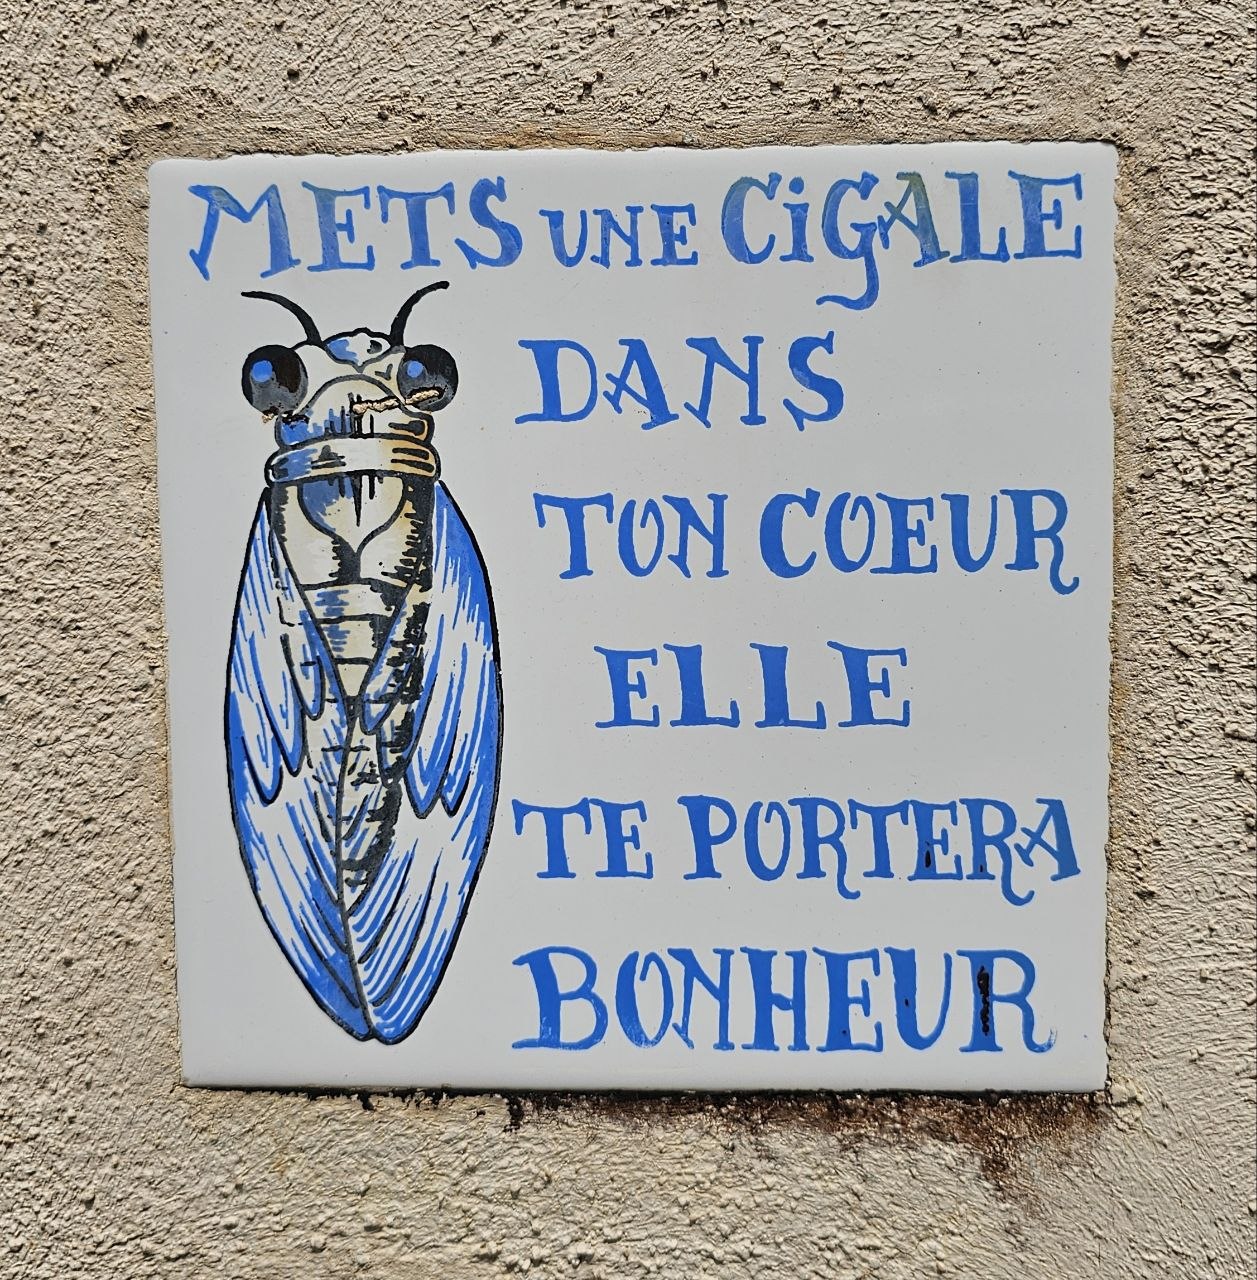 METS UNE CiGALE
DANS
TON COEUR
ELLE
TE PORTERA
BONHEUR